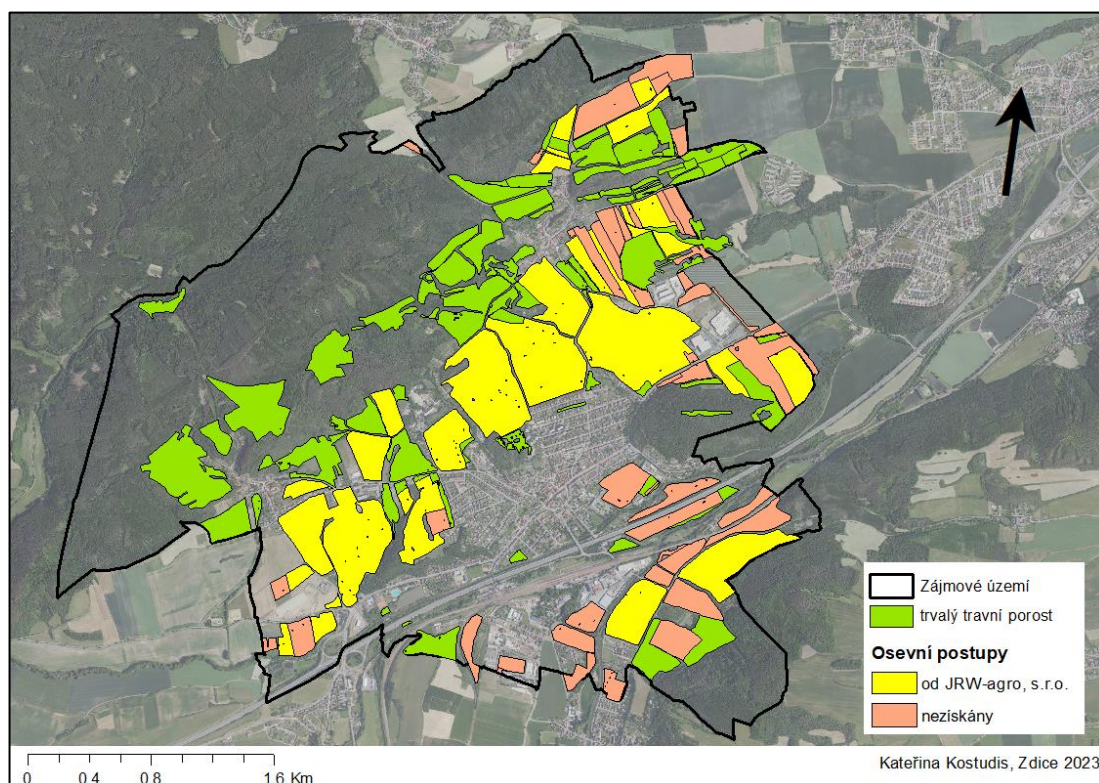 Zájmové území
trvalý travní porost
Osevní postupy
od JRW-agro, s.r.o.
nezískány
0 0.4 0.8 1.6 Km
Kateřina Kostudis, Zdice 2023